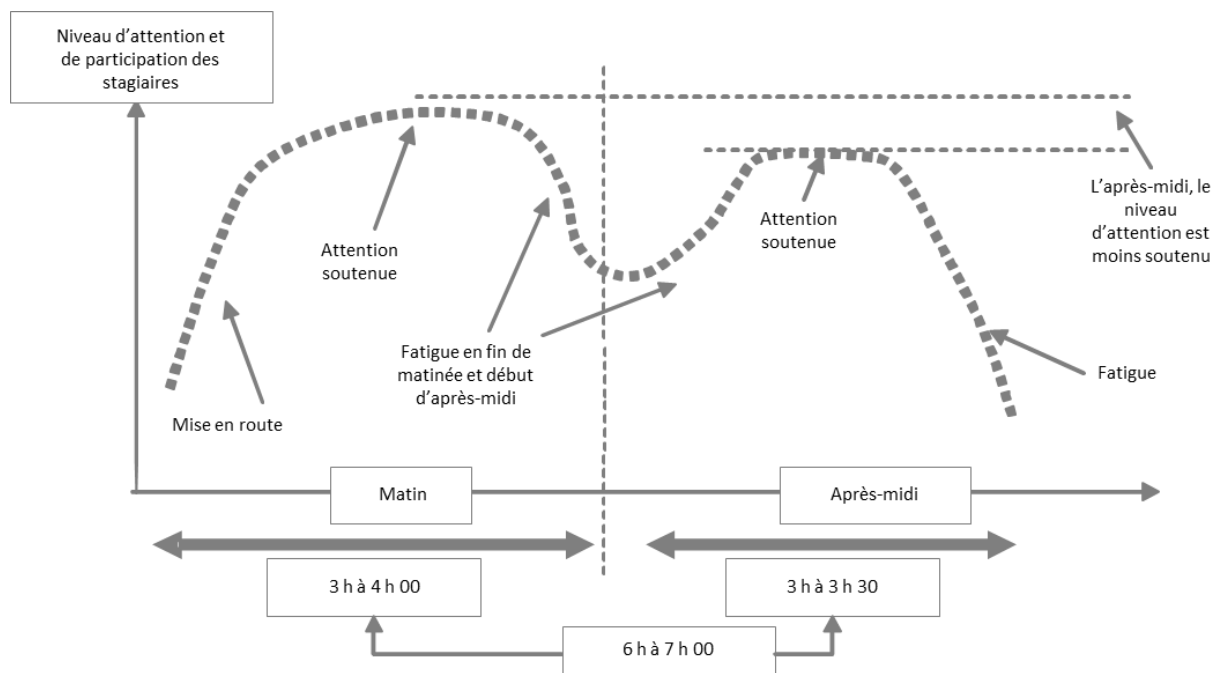 Niveau d’attention et
de participation des
stagiaires
Attention
soutenue
Attention
soutenue
L’après-midi, le
niveau
d’attention est
moins soutenu
Fatigue en fin de
matinée et début
d’après-midi
Fatigue
Mise en route
Matin
Après-midi
3 h à 4 h 00
3 h à 3 h 30
6 h à 7 h 00